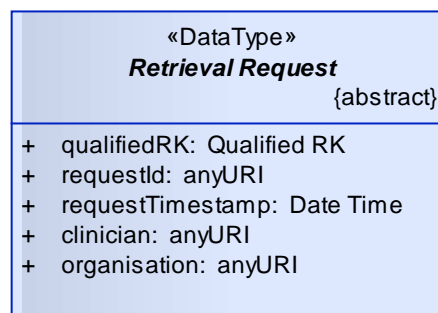 «DataType»
Retrieval Request
{abstract}
+ qualifiedRK: Qualified RK
+ requestId: anyURI
+ requestTimestamp: Date Time
+ clinician: anyURI
+ organisation: anyURI